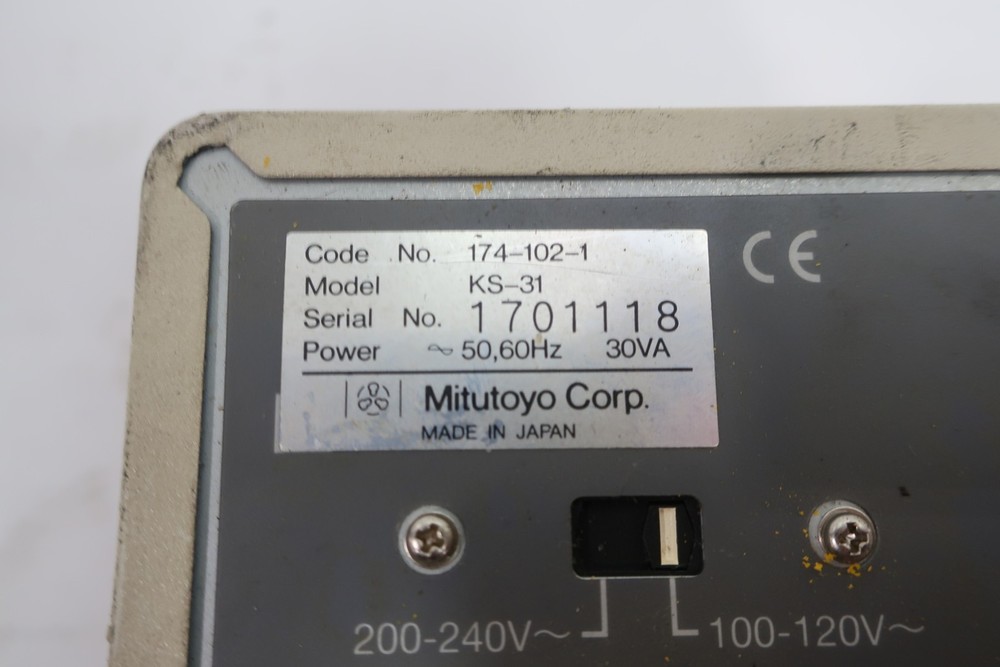 Code No. 174-102-1
Model KS-31
Serial No. 1701118
Power ~ 50,60Hz 30VA
Mitutoyo Corp.
MADE IN JAPAN
CE
200-240V~
100-120V~